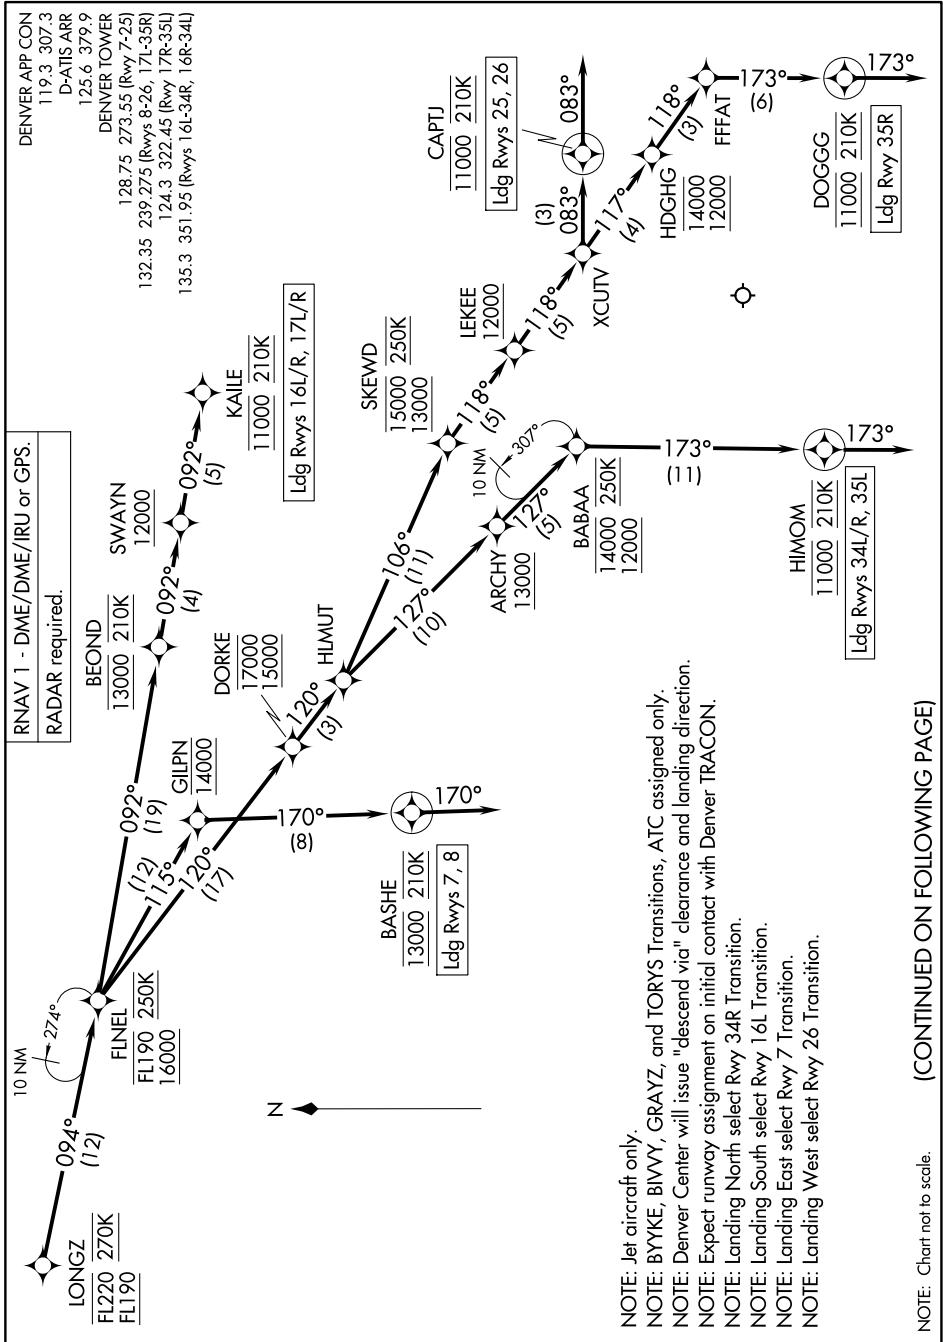 DENVER APP CON
119.3 307.3
D-ATIS ARR
125.6 379.9
DENVER TOWER
128.75 273.55 (Rwy 7-25)
132.35 239.275 (Rwys 8-26, 17L-35R)
124.3 322.45 (Rwy 17R-35L)
135.3 351.95 (Rwys 16L-34R, 16R-34L)
RNAV 1 - DME/DME/IRU or GPS.
RADAR required.
LONGZ
FL220 270K
FL190
094°
(12)
10 NM
274°
FLNEL
FL190 250K
16000
092°
(19)
BEOND
13000 210K
092°
(4)
SWAYN
12000
092°
(5)
KAILE
11000 210K
Ldg Rwys 16L/R, 17L/R
(12)
115°
GILPN
14000
170°
(8)
BASHE
13000 210K
Ldg Rwys 7, 8
170°
120°
(17)
DORKE
17000
15000
120°
(3)
HLMUT
106°
(11)
SKEWD
15000 250K
13000
118°
(5)
LEKEE
12000
118°
(5)
XCUTV
(3)
083°
CAPTJ
11000 210K
Ldg Rwys 25, 26
083°
117°
(4)
HDGHG
14000
12000
118°
(3)
FFFAT
173°
(6)
DOGGG
11000 210K
Ldg Rwy 35R
173°
127°
(10)
ARCHY
13000
127°
(5)
10 NM
307°
BABAA
14000 250K
12000
173°
(11)
HIMOM
11000 210K
Ldg Rwys 34L/R, 35L
173°
N
NOTE: Jet aircraft only.
NOTE: BYYKE, BIVVY, GRAYZ, and TORYS Transitions, ATC assigned only.
NOTE: Denver Center will issue "descend via" clearance and landing direction.
NOTE: Expect runway assignment on initial contact with Denver TRACON.
NOTE: Landing North select Rwy 34R Transition.
NOTE: Landing South select Rwy 16L Transition.
NOTE: Landing East select Rwy 7 Transition.
NOTE: Landing West select Rwy 26 Transition.
NOTE: Chart not to scale.
(CONTINUED ON FOLLOWING PAGE)